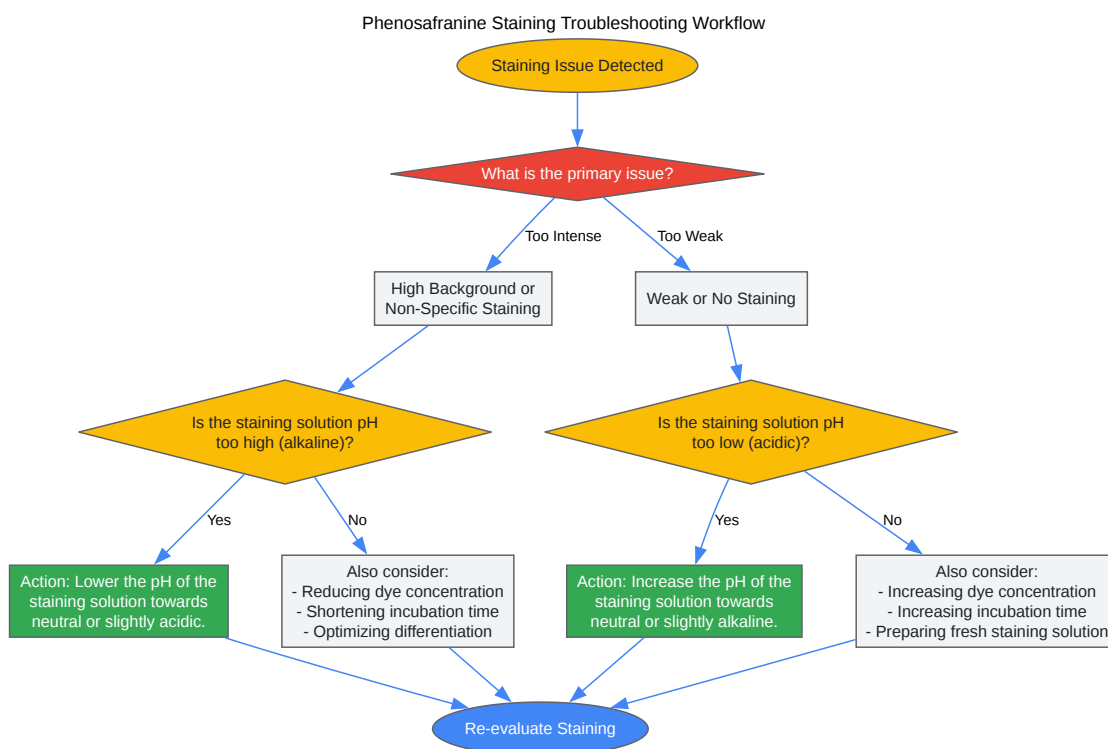 Phenosafranine Staining Troubleshooting Workflow
Staining Issue Detected
What is the primary issue?
Too Intense
Too Weak
High Background or
Non-Specific Staining
Weak or No Staining
Is the staining solution pH
too high (alkaline)?
Is the staining solution pH
too low (acidic)?
Yes
No
Yes
No
Action: Lower the pH of the
staining solution towards
neutral or slightly acidic.
Also consider:
- Reducing dye concentration
- Shortening incubation time
- Optimizing differentiation
Action: Increase the pH of the
staining solution towards
neutral or slightly alkaline.
Also consider:
- Increasing dye concentration
- Increasing incubation time
- Preparing fresh staining solution
Re-evaluate Staining